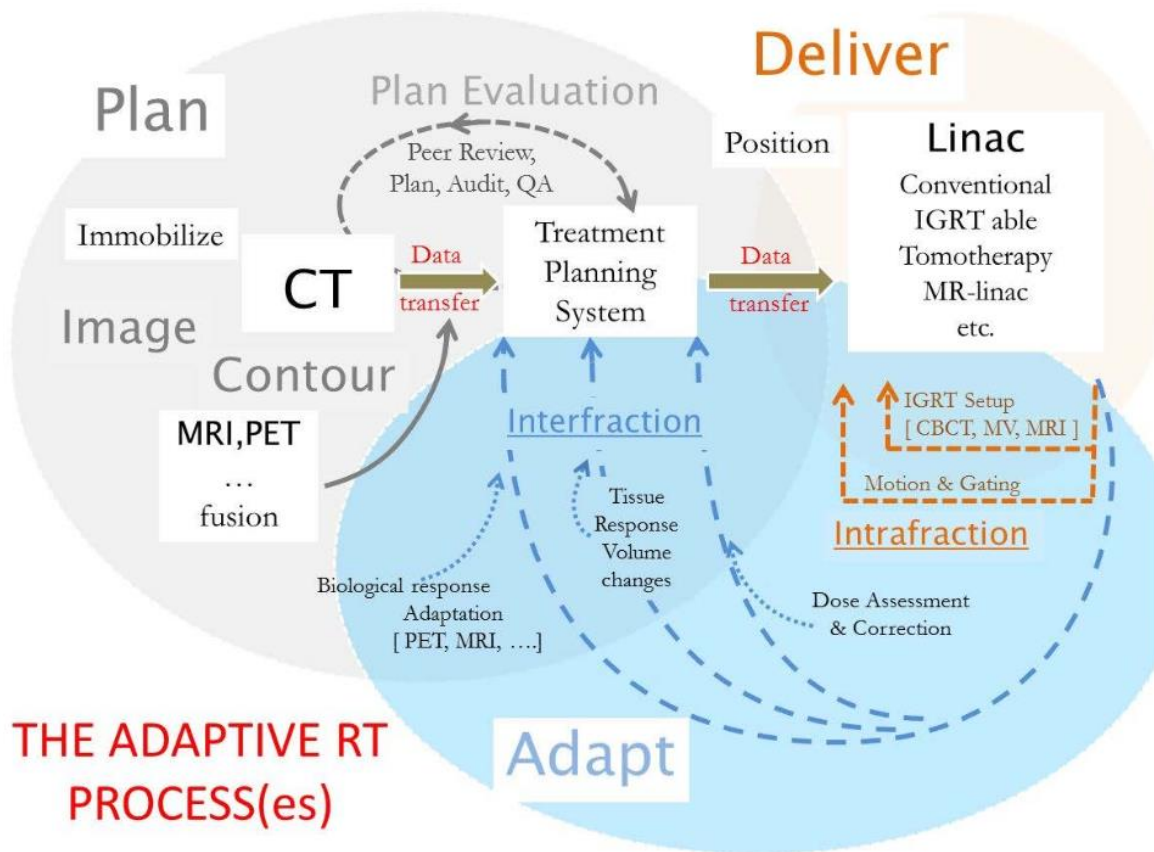 Deliver
Plan
Plan Evaluation
Peer Review,
Plan, Audit, QA
Position
Linac
Conventional
IGRT able
Tomotherapy
MR-linac
etc.
Immobilize
CT
Data
transfer
Treatment
Planning
System
Data
transfer
Image
Contour
MRI,PET
…
fusion
Interfraction
IGRT Setup
[ CBCT, MV, MRI ]
Motion & Gating
Intrafraction
Tissue
Response
Volume
changes
Biological response
Adaptation
[ PET, MRI, ….]
Dose Assessment
& Correction
Adapt
THE ADAPTIVE RT
PROCESS(es)